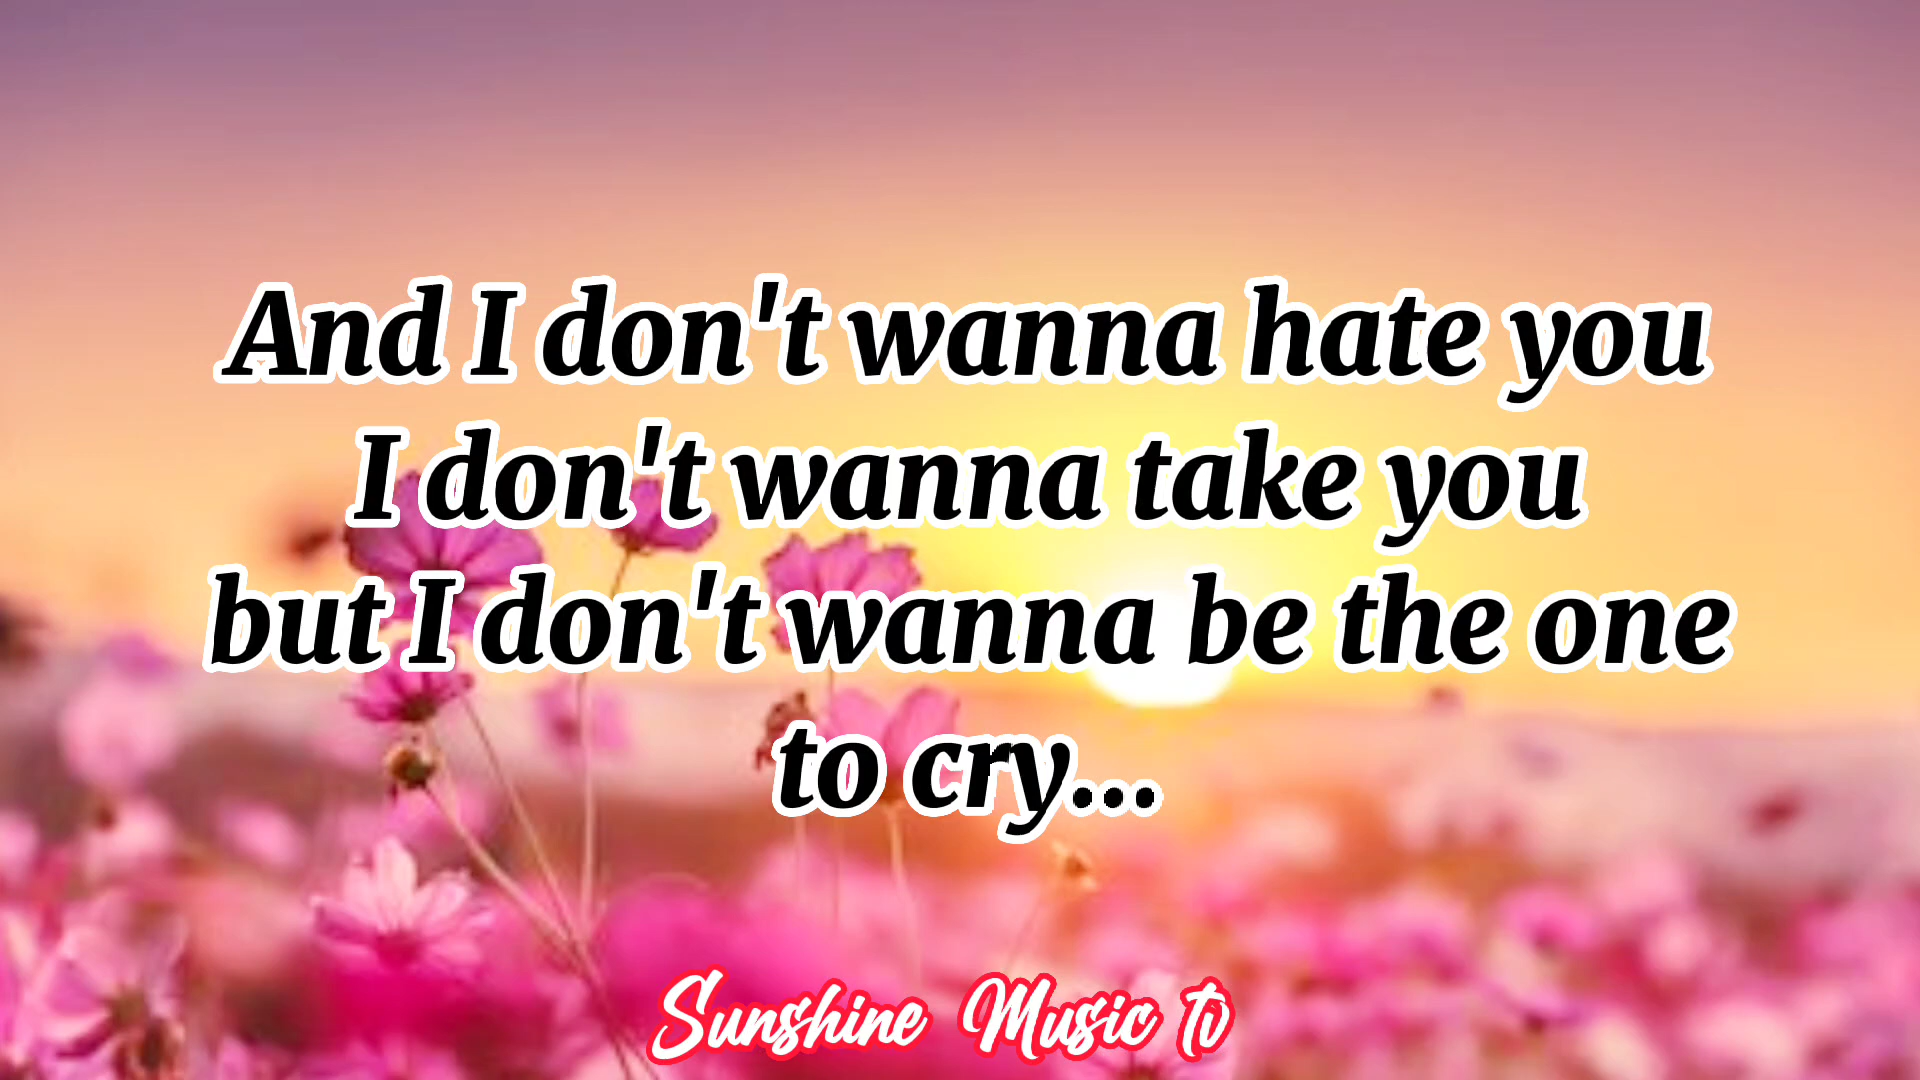 And I don't wanna hate you
I don't wanna take you
but I don't wanna be the one
to cry...
Sunshine Music tv